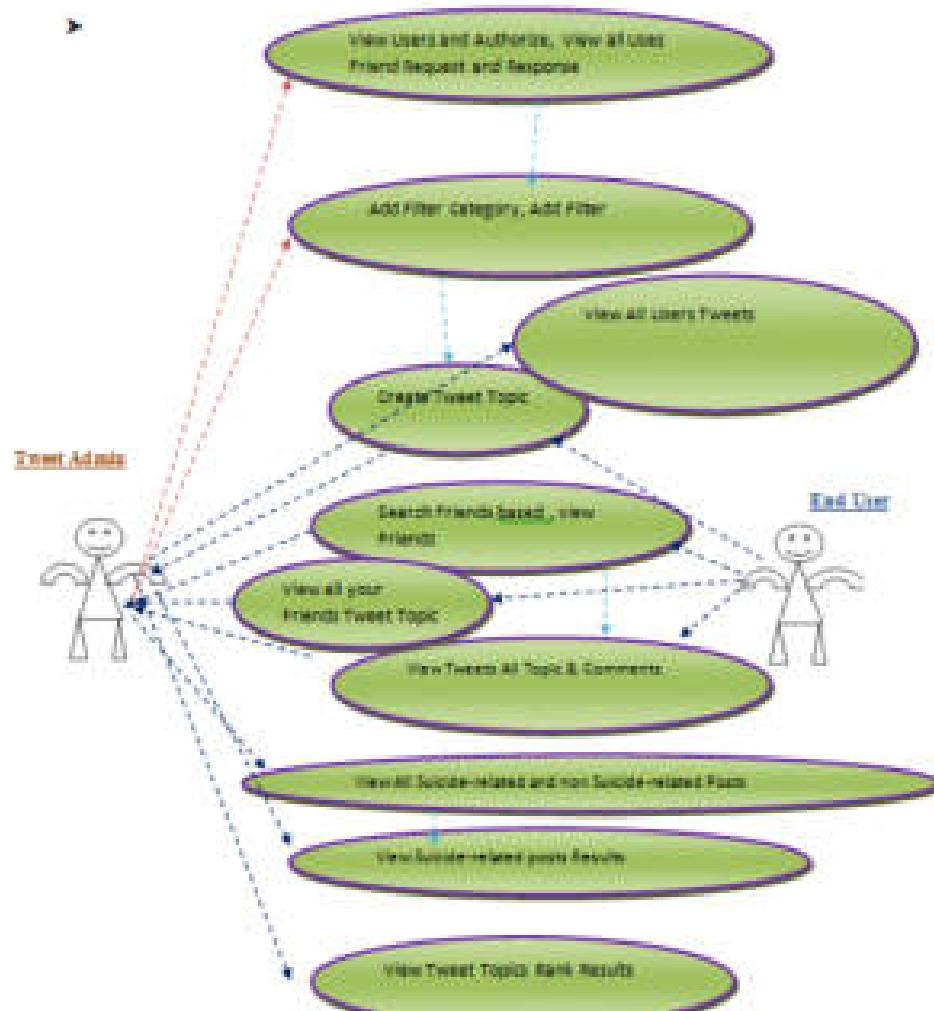 View Users and Authorize, View all Uses
Friend Request and Response
Add Filter Category, Add Filter
View All Users Tweets
Create Tweet Topic
Tweet Admin
End User
Search Friends based , view
Friends
View all your
Friends Tweet Topic
View Tweets All Topic & Comments
View All Suicide-related and non Suicide-related Posts
View Suicide-related posts Results
View Tweet Topics Rank Results